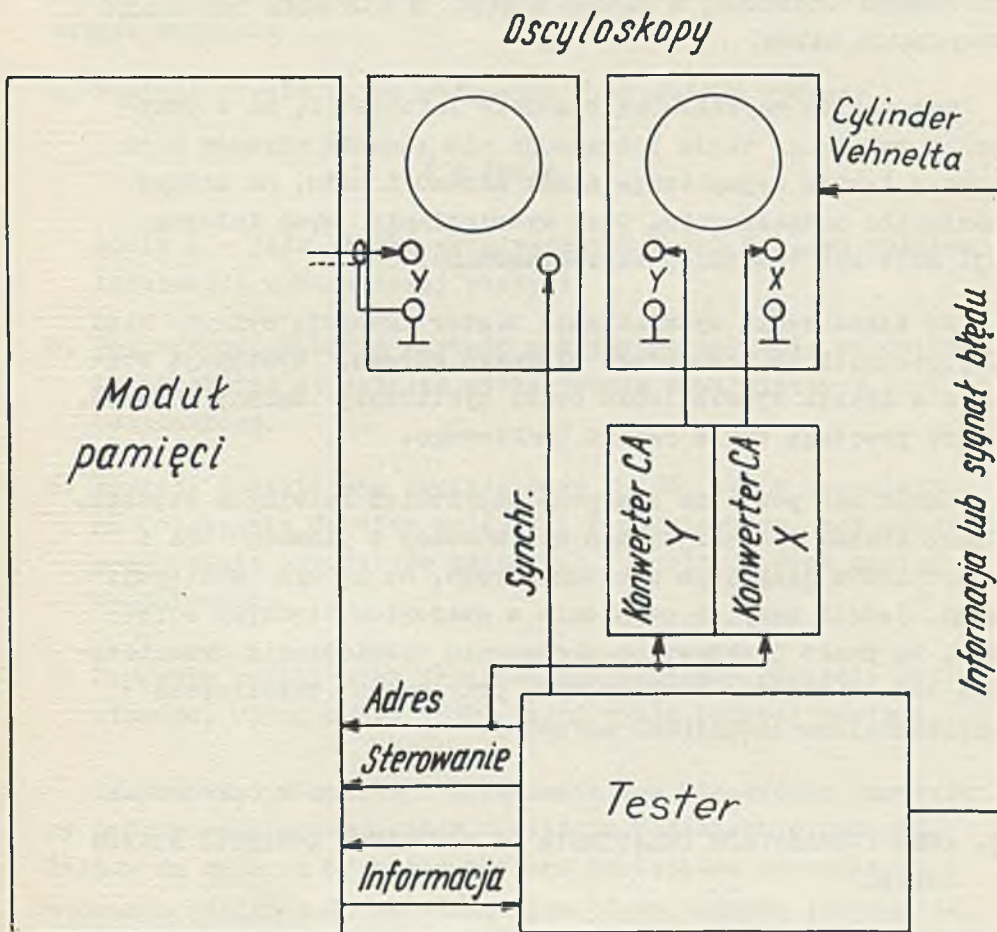 Oscyloskopy
Cylinder
Vehnelta
Y
Y
X
Moduł
pamięci
Synchr.
Konwerter CA
Y
Konwerter CA
X
Informacja lub sygnał błędu
Adres
Sterowanie
Tester
Informacja